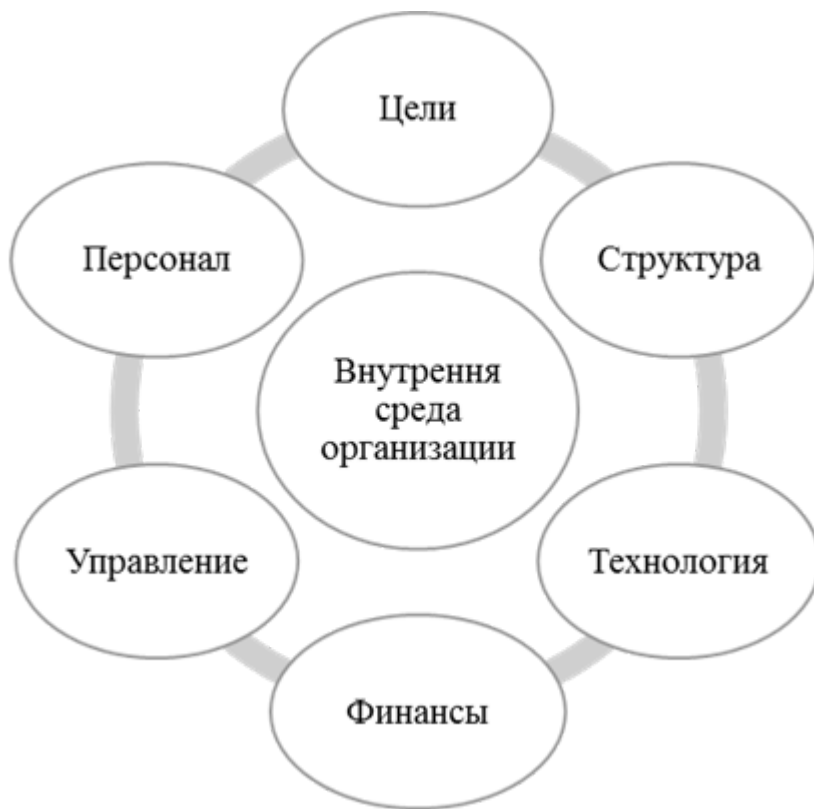 Цели
Персонал
Структура
Внутрення
среда
организации
Управление
Технология
Финансы